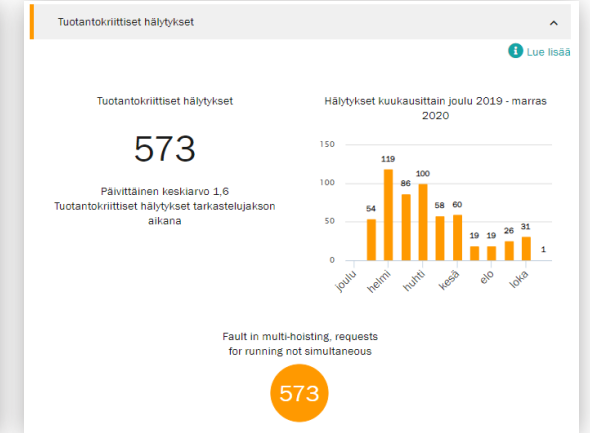 Tuotantokriittiset hälytykset
Lue lisää
Tuotantokriittiset hälytykset
573
Päivittäinen keskiarvo 1,6
Tuotantokriittiset hälytykset tarkastelujakson
aikana
Hälytykset kuukausittain joulu 2019 - marras
2020
150
100
50
0
54
119
86
100
58
60
19
19
26
31
1
joulu
helmi
huhti
kesä
elo
loka
Fault in multi-hoisting, requests
for running not simultaneous
573